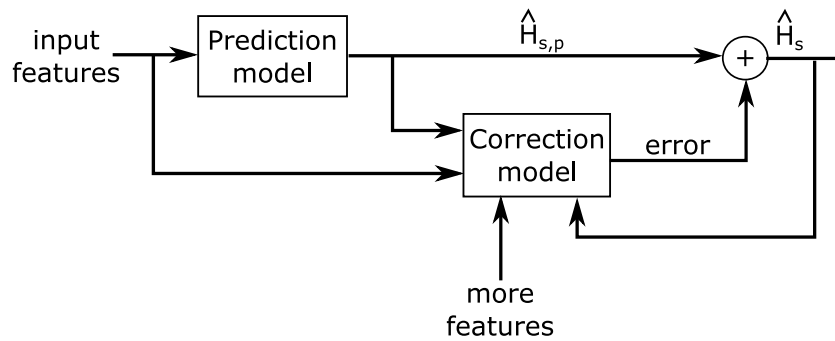 input
features
Prediction
model
Ĥs,p
+
Ĥs
Correction
model
error
more
features